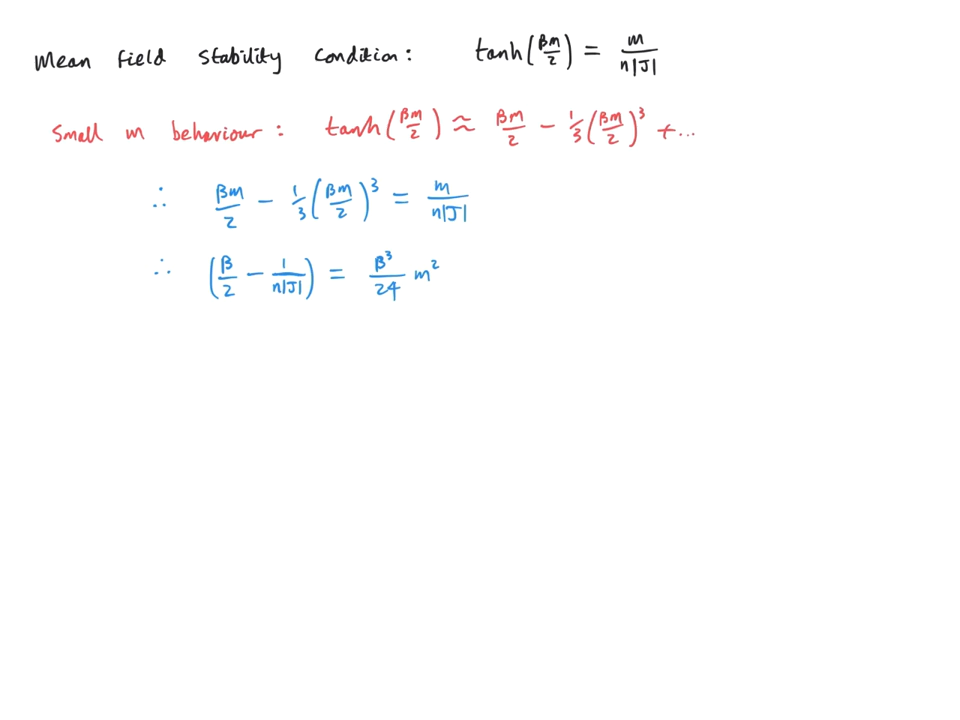 Mean Field Stability Condition: tanh(βm/2) = m/n|J|
Small m behaviour: tanh(βm/2) ≈ βm/2 − 1/3(βm/2)³ + ...
∴ βm/2 − 1/3(βm/2)³ = m/n|J|
∴ (β/2 − 1/n|J|) = β³/24 m²